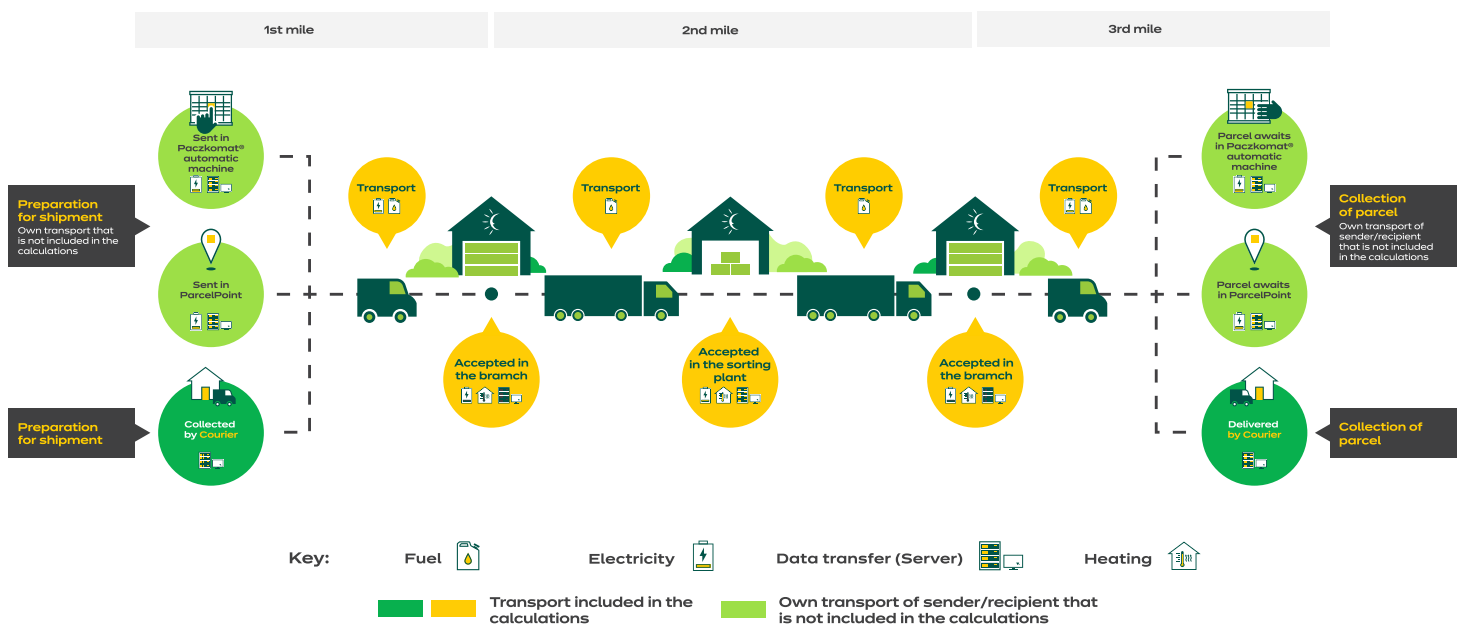 1st mile
2nd mile
3rd mile
Sent in
Paczkomat®
automatic
machine
Preparation
for shipment
Own transport that
is not included in the
calculations
Sent in
ParcelPoint
Collected
by Courier
Preparation
for shipment
Transport
Transport
Transport
Transport
Accepted in
the bramch
Accepted
in the sorting
plant
Accepted in
the bramch
Parcel awaits
in Paczkomat®
automatic
machine
Collection
of parcel
Own transport of
sender/recipient
that is not included
in the calculations
Parcel awaits
in ParcelPoint
Delivered
by Courier
Collection of
parcel
Key:
Fuel
Electricity
Data transfer (Server)
Heating
Transport included in the
calculations
Own transport of sender/recipient that
is not included in the calculations